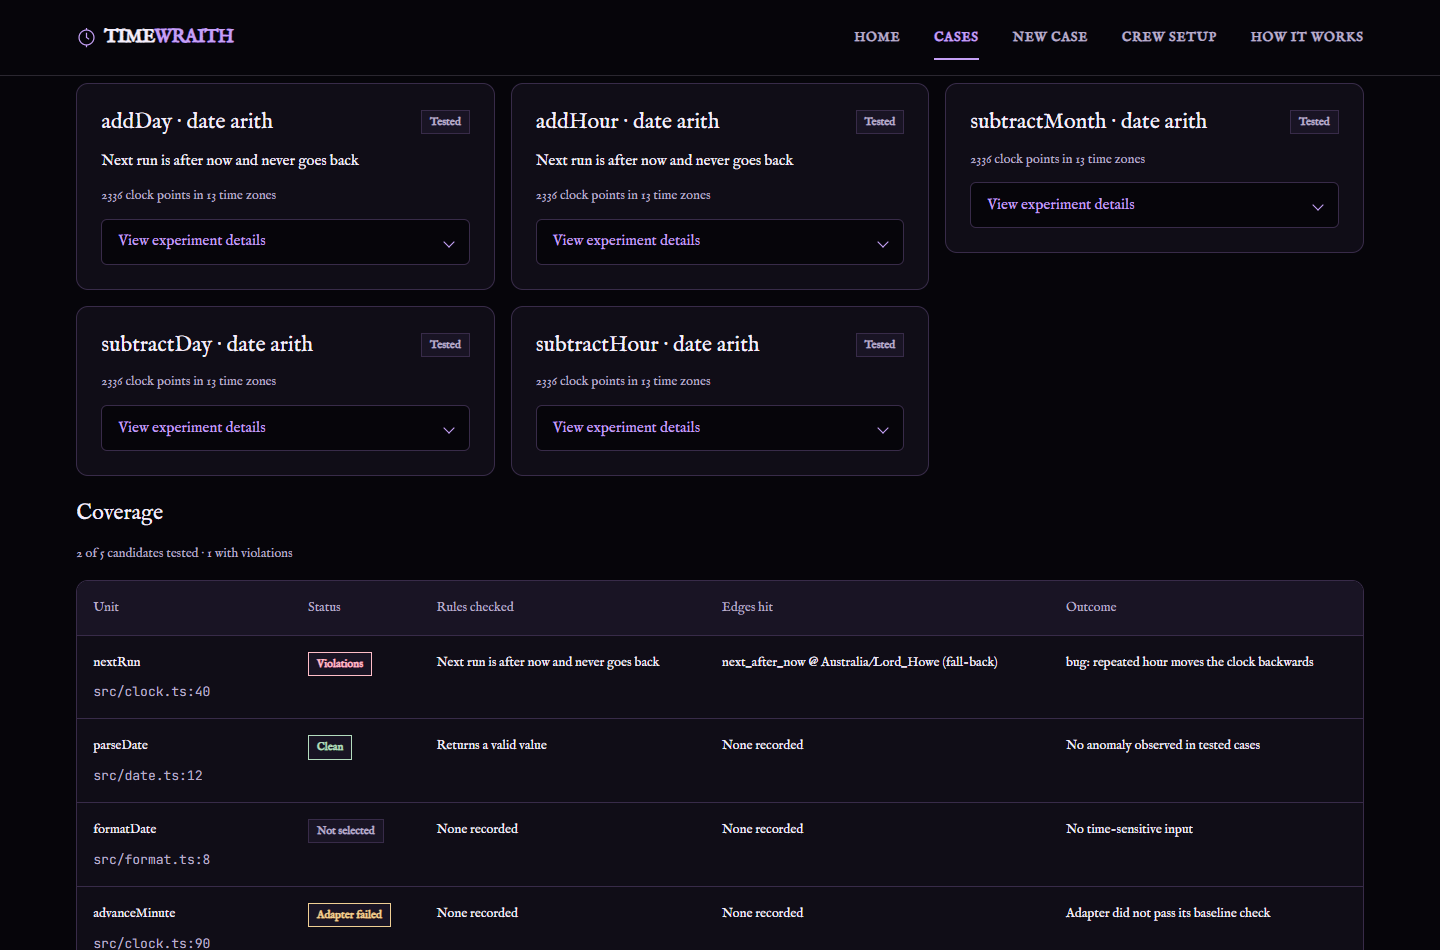 TIMEWRAITH
HOME CASES NEW CASE CREW SETUP HOW IT WORKS
addDay · date arith Tested
Next run is after now and never goes back
2336 clock points in 13 time zones
View experiment details
addHour · date arith Tested
Next run is after now and never goes back
2336 clock points in 13 time zones
View experiment details
subtractMonth · date arith Tested
2336 clock points in 13 time zones
View experiment details
subtractDay · date arith Tested
2336 clock points in 13 time zones
View experiment details
subtractHour · date arith Tested
2336 clock points in 13 time zones
View experiment details
Coverage
2 of 5 candidates tested · 1 with violations
Unit Status Rules checked Edges hit Outcome
nextRun Violations Next run is after now and never goes back next_after_now @ Australia/Lord_Howe (fall-back) bug: repeated hour moves the clock backwards
src/clock.ts:40
parseDate Clean Returns a valid value None recorded No anomaly observed in tested cases
src/date.ts:12
formatDate Not selected None recorded None recorded No time-sensitive input
src/format.ts:8
advanceMinute Adapter failed None recorded None recorded Adapter did not pass its baseline check
src/clock.ts:90